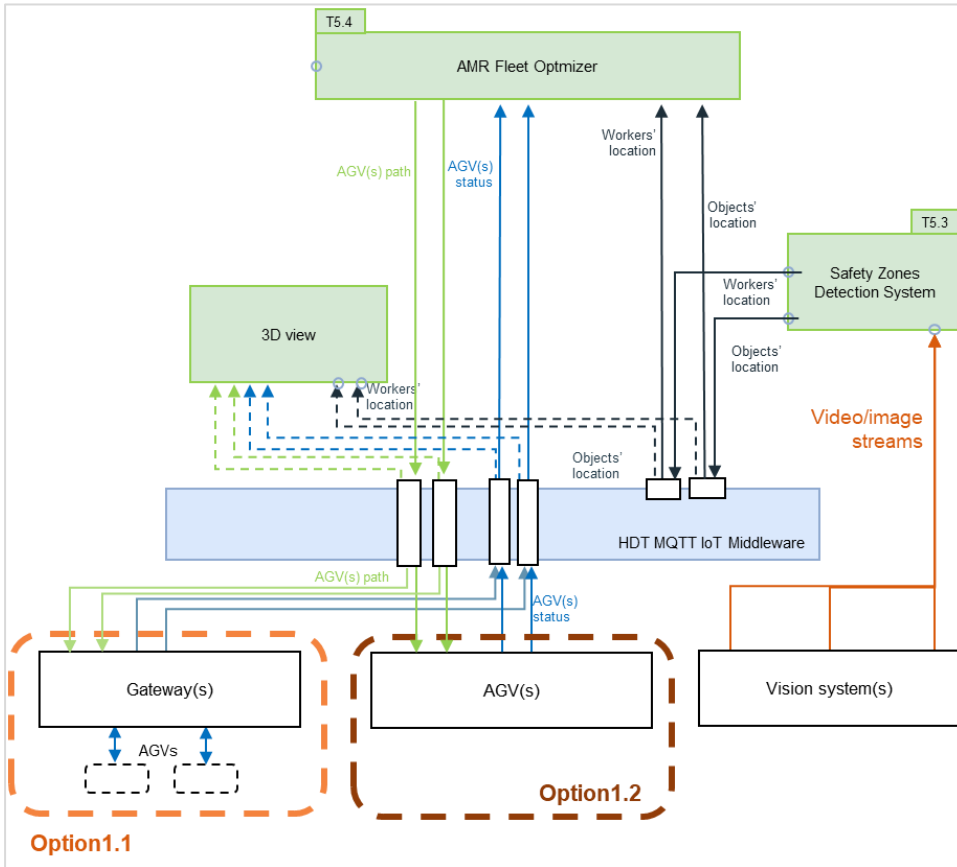 T5.4
AMR Fleet Optmizer
Workers'
location
AGV(s) path
AGV(s)
status
Objects'
location
T5.3
Safety Zones
Detection System
Workers'
location
3D view
Objects'
location
Workers'
location
Video/image
streams
Objects'
location
HDT MQTT IoT Middleware
AGV(s) path
AGV(s)
status
Gateway(s)
AGV(s)
Vision system(s)
AGVs
Option1.2
Option1.1